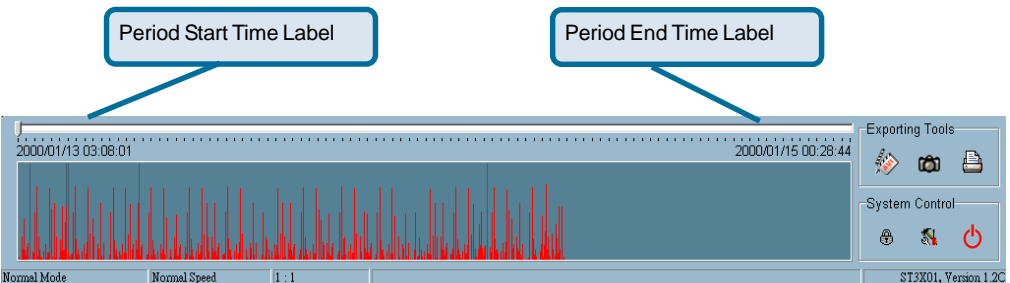 Period Start Time Label
Period End Time Label
Exporting Tools
2000/01/13 03:08:01
2000/01/15 00:28:44
AVI
System Control
Normal Mode
Normal Speed
1 : 1
ST3X01, Version 1.2C